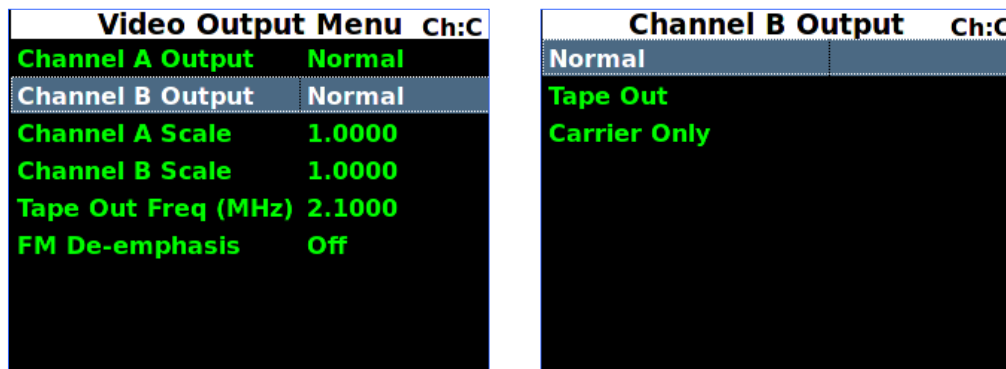 Video Output Menu Ch:C
Channel A Output Normal
Channel B Output Normal
Channel A Scale 1.0000
Channel B Scale 1.0000
Tape Out Freq (MHz) 2.1000
FM De-emphasis Off
Channel B Output Ch:C
Normal
Tape Out
Carrier Only